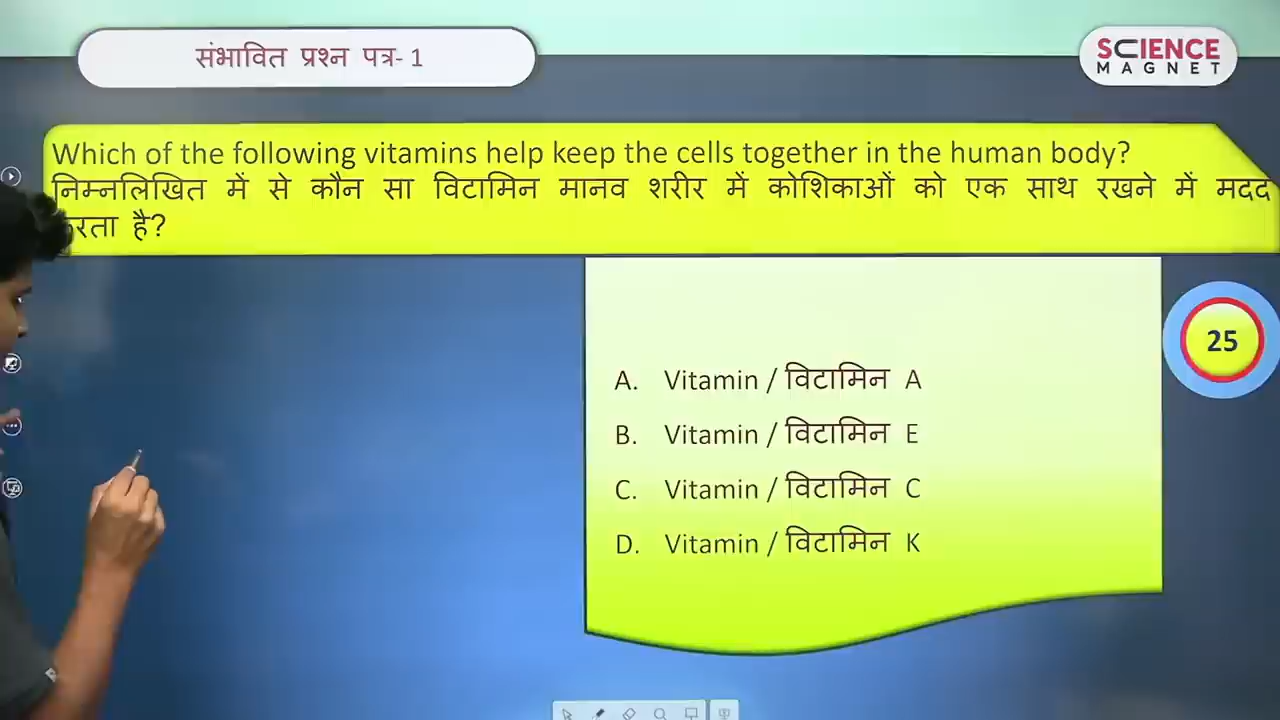 संभावित प्रश्न पत्र- 1
SCIENCE
MAGNET
Which of the following vitamins help keep the cells together in the human body?
निम्नलिखित में से कौन सा विटामिन मानव शरीर में कोशिकाओं को एक साथ रखने में मदद
करता है?
25
A. Vitamin / विटामिन A
B. Vitamin / विटामिन E
C. Vitamin / विटामिन C
D. Vitamin / विटामिन K